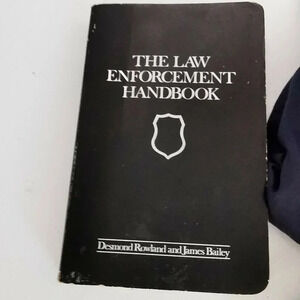 THE LAW
ENFORCEMENT
HANDBOOK
Desmond Rowland and James Bailey